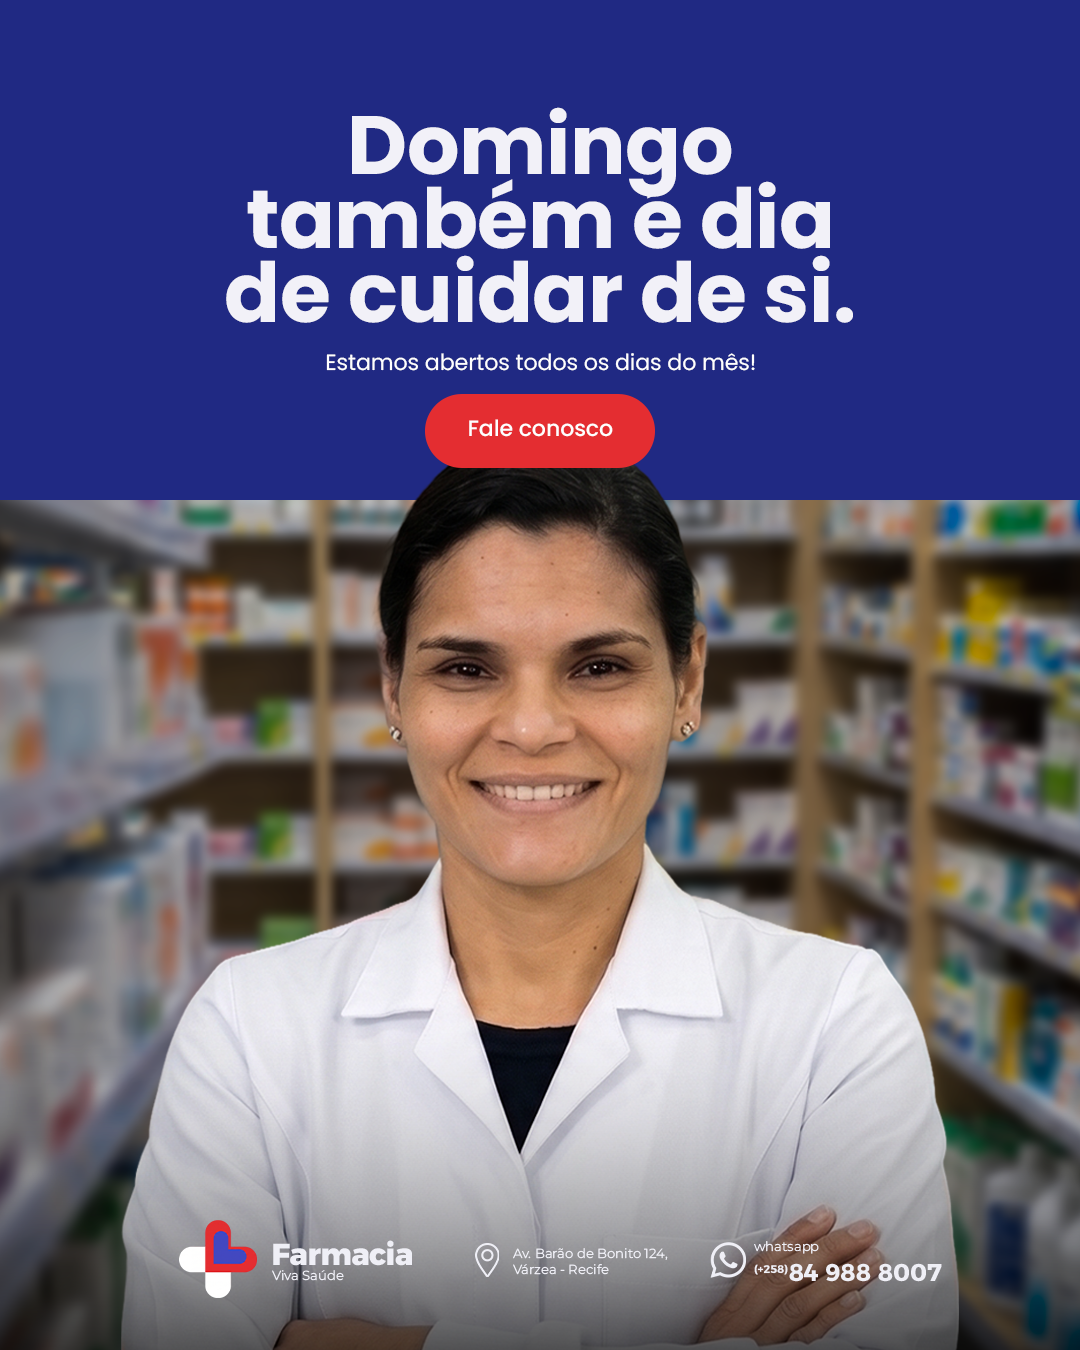 Domingo
também é dia
de cuidar de si.
Estamos abertos todos os dias do mês!
Fale conosco
Farmacia
Viva Saúde
Av. Barão de Bonito 124,
Várzea - Recife
whatsapp
(+258)84 988 8007